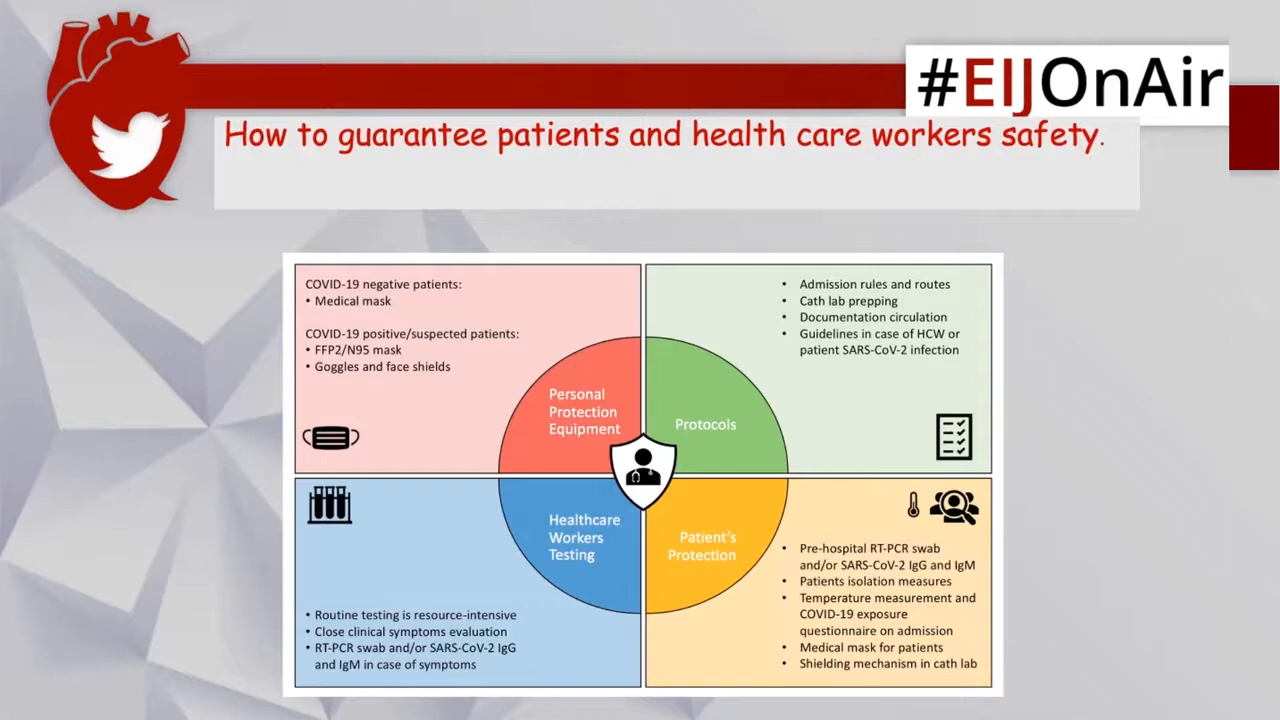 #EIJOnAir
How to guarantee patients and health care workers safety.
COVID-19 negative patients:
• Medical mask
COVID-19 positive/suspected patients:
• FFP2/N95 mask
• Goggles and face shields
Personal
Protection
Equipment
• Admission rules and routes
• Cath lab prepping
• Documentation circulation
• Guidelines in case of HCW or
patient SARS-CoV-2 infection
Protocols
Healthcare
Workers
Testing
• Routine testing is resource-intensive
• Close clinical symptoms evaluation
• RT-PCR swab and/or SARS-CoV-2 IgG
and IgM in case of symptoms
Patient's
Protection
• Pre-hospital RT-PCR swab
and/or SARS-CoV-2 IgG and IgM
• Patients isolation measures
• Temperature measurement and
COVID-19 exposure
questionnaire on admission
• Medical mask for patients
• Shielding mechanism in cath lab